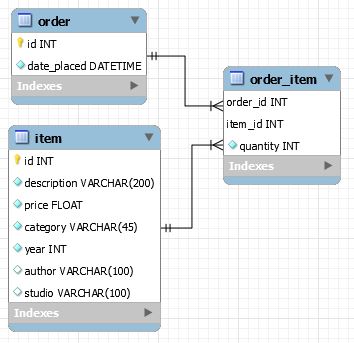 order
id INT
date_placed DATETIME
Indexes
order_item
order_id INT
item_id INT
quantity INT
Indexes
item
id INT
description VARCHAR(200)
price FLOAT
category VARCHAR(45)
year INT
author VARCHAR(100)
studio VARCHAR(100)
Indexes